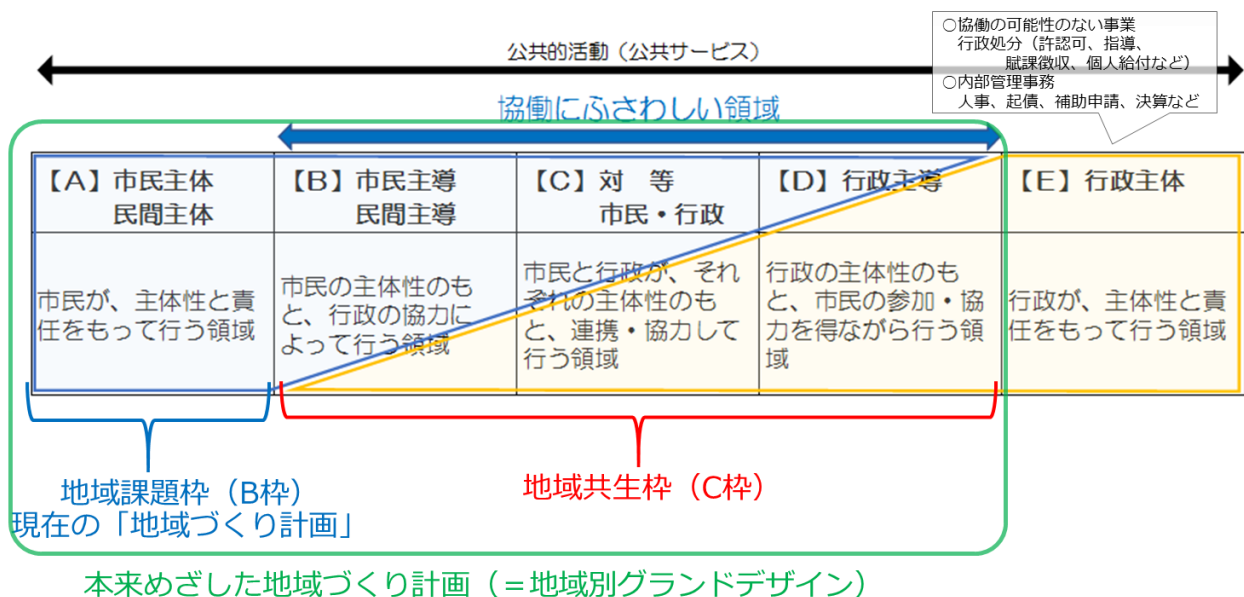 ○協働の可能性のない事業
行政処分（許認可、指導、
賦課徴収、個人給付など）
○内部管理事務
人事、起債、補助申請、決算など
公共的活動（公共サービス）
協働にふさわしい領域
【A】市民主体
民間主体
【B】市民主導
民間主導
【C】対　等
市民・行政
【D】行政主導
【E】行政主体
市民が、主体性と責
任をもって行う領域
市民の主体性のも
と、行政の協力に
よって行う領域
市民と行政が、それ
ぞれの主体性のも
と、連携・協力して
行う領域
行政の主体性のも
と、市民の参加・協
力を得ながら行う領
域
行政が、主体性と責
任をもって行う領域
地域課題枠（B枠）
現在の「地域づくり計画」
地域共生枠（C枠）
本来めざした地域づくり計画（＝地域別グランドデザイン）